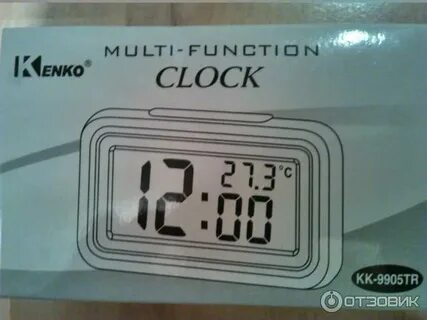 KENKO®
MULTI-FUNCTION
CLOCK
27.3°C
12:00
KK-9905TR
ОТЗОВИК